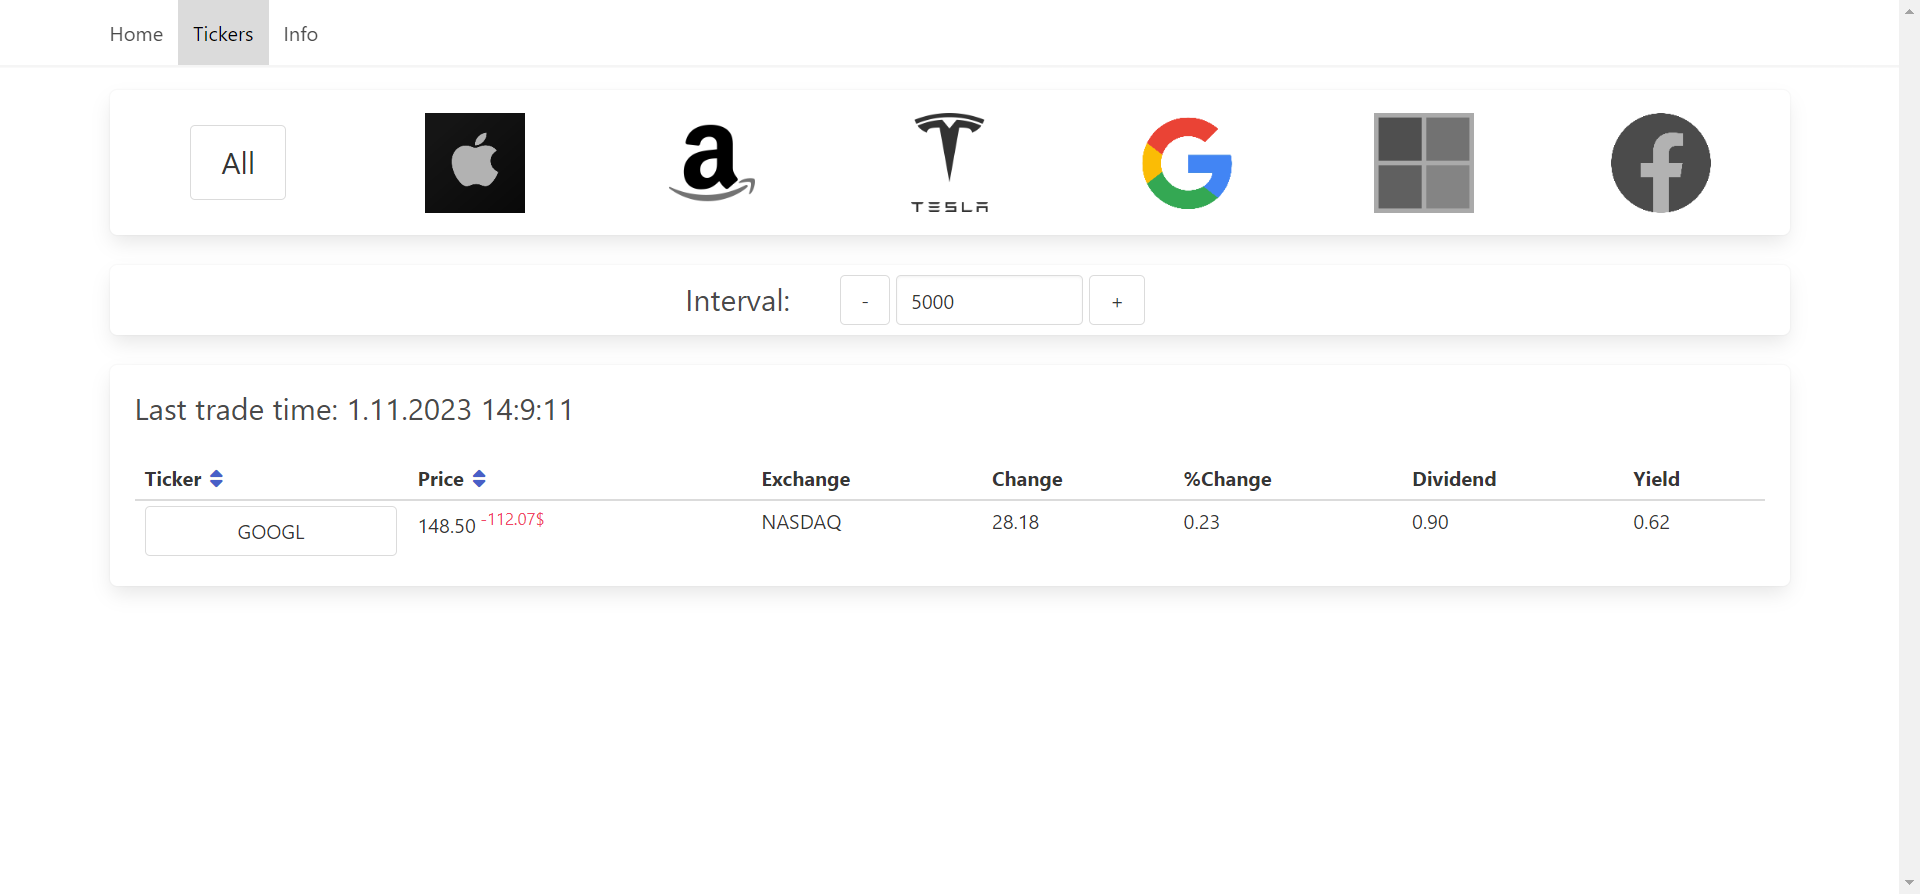 Home Tickers Info
All
a
TESLA
G
f
Interval: - 5000 +
Last trade time: 1.11.2023 14:9:11
Ticker Price Exchange Change %Change Dividend Yield
GOOGL 148.50 -112.07$ NASDAQ 28.18 0.23 0.90 0.62